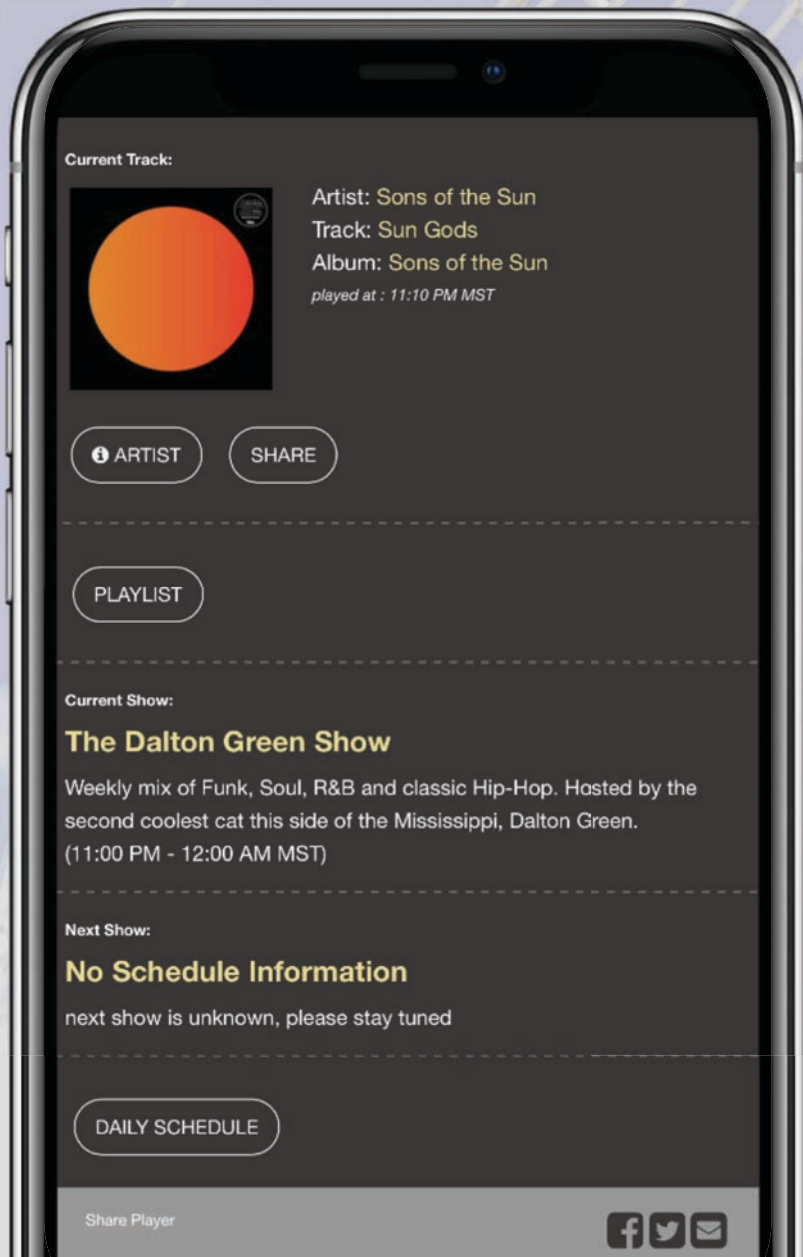 Current Track:
Artist: Sons of the Sun
Track: Sun Gods
Album: Sons of the Sun
played at : 11:10 PM MST
ARTIST
SHARE
PLAYLIST
Current Show:
The Dalton Green Show
Weekly mix of Funk, Soul, R&B and classic Hip-Hop. Hosted by the
second coolest cat this side of the Mississippi, Dalton Green.
(11:00 PM - 12:00 AM MST)
Next Show:
No Schedule Information
next show is unknown, please stay tuned
DAILY SCHEDULE
Share Player